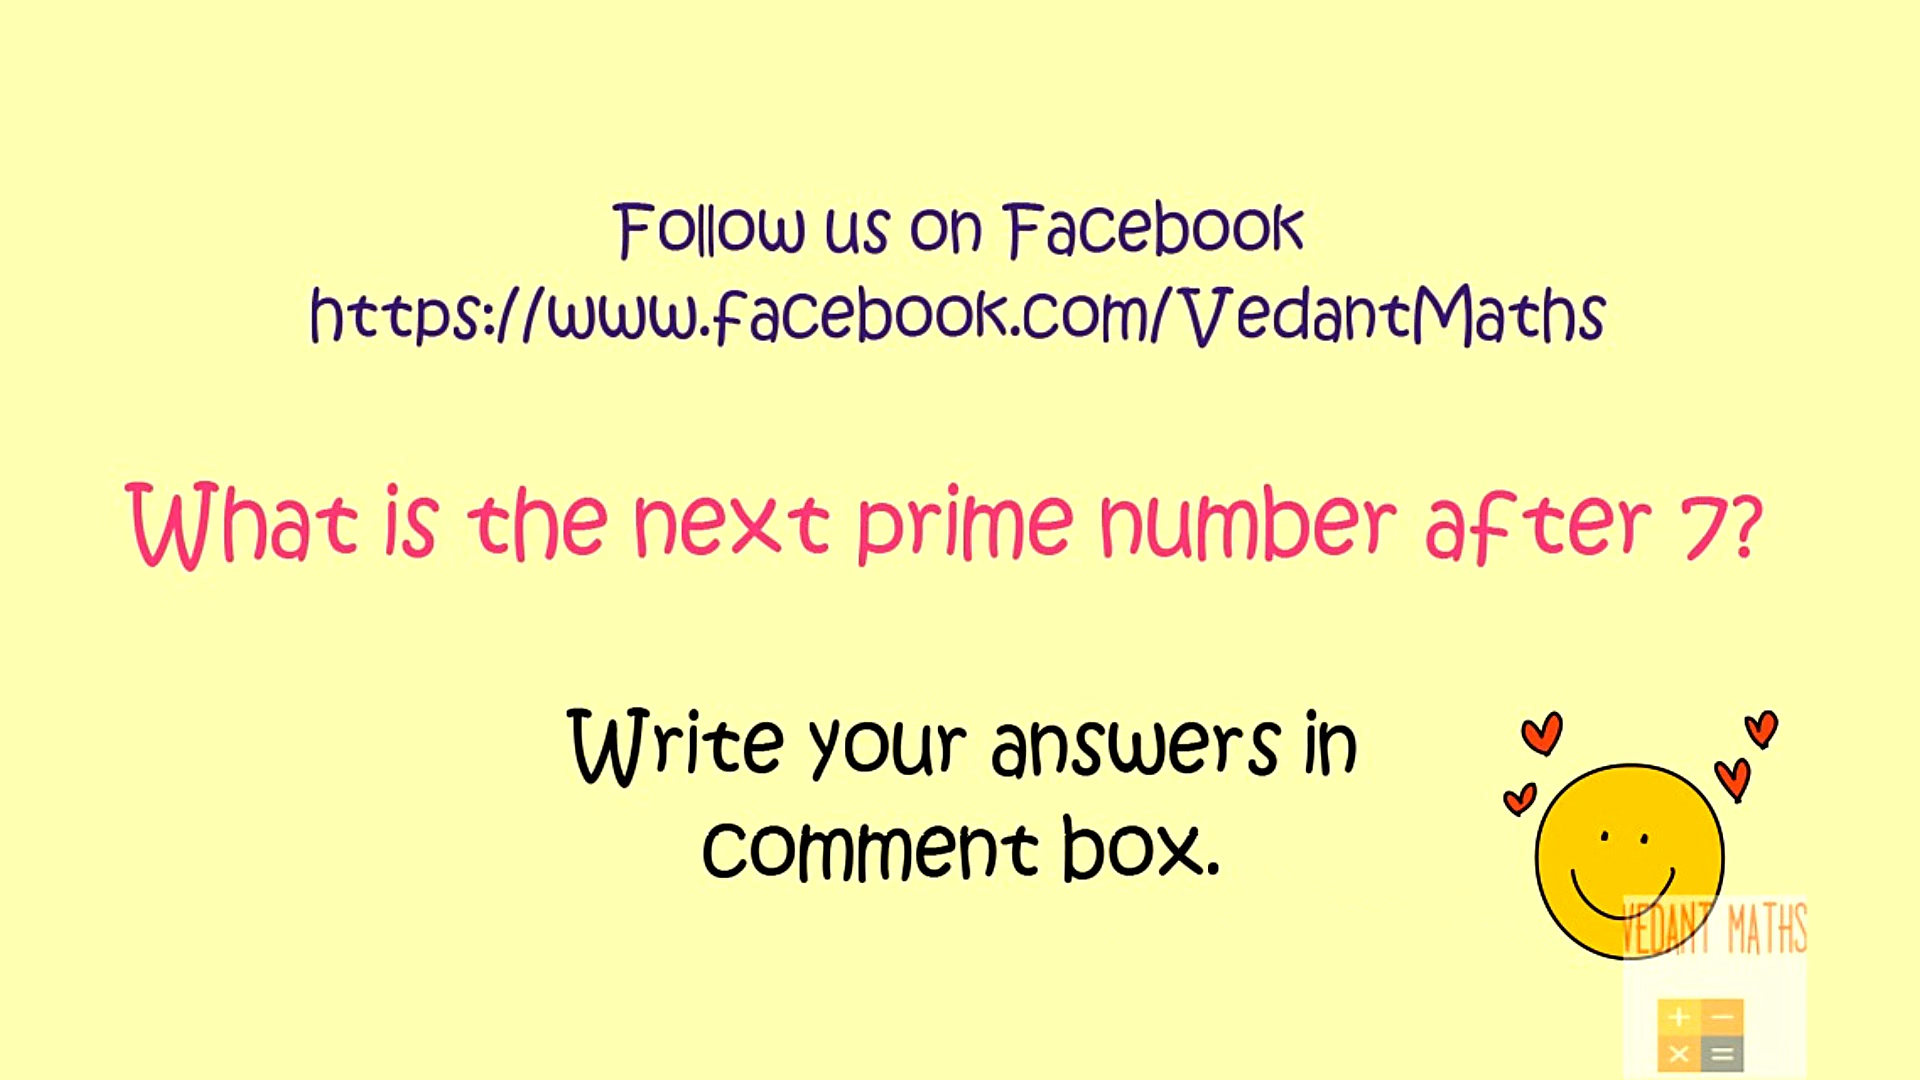 Follow us on Facebook
https://www.facebook.com/VedantMaths
What is the next prime number after 7?
Write your answers in
comment box.
VEDANT MATHS
+ −
× =